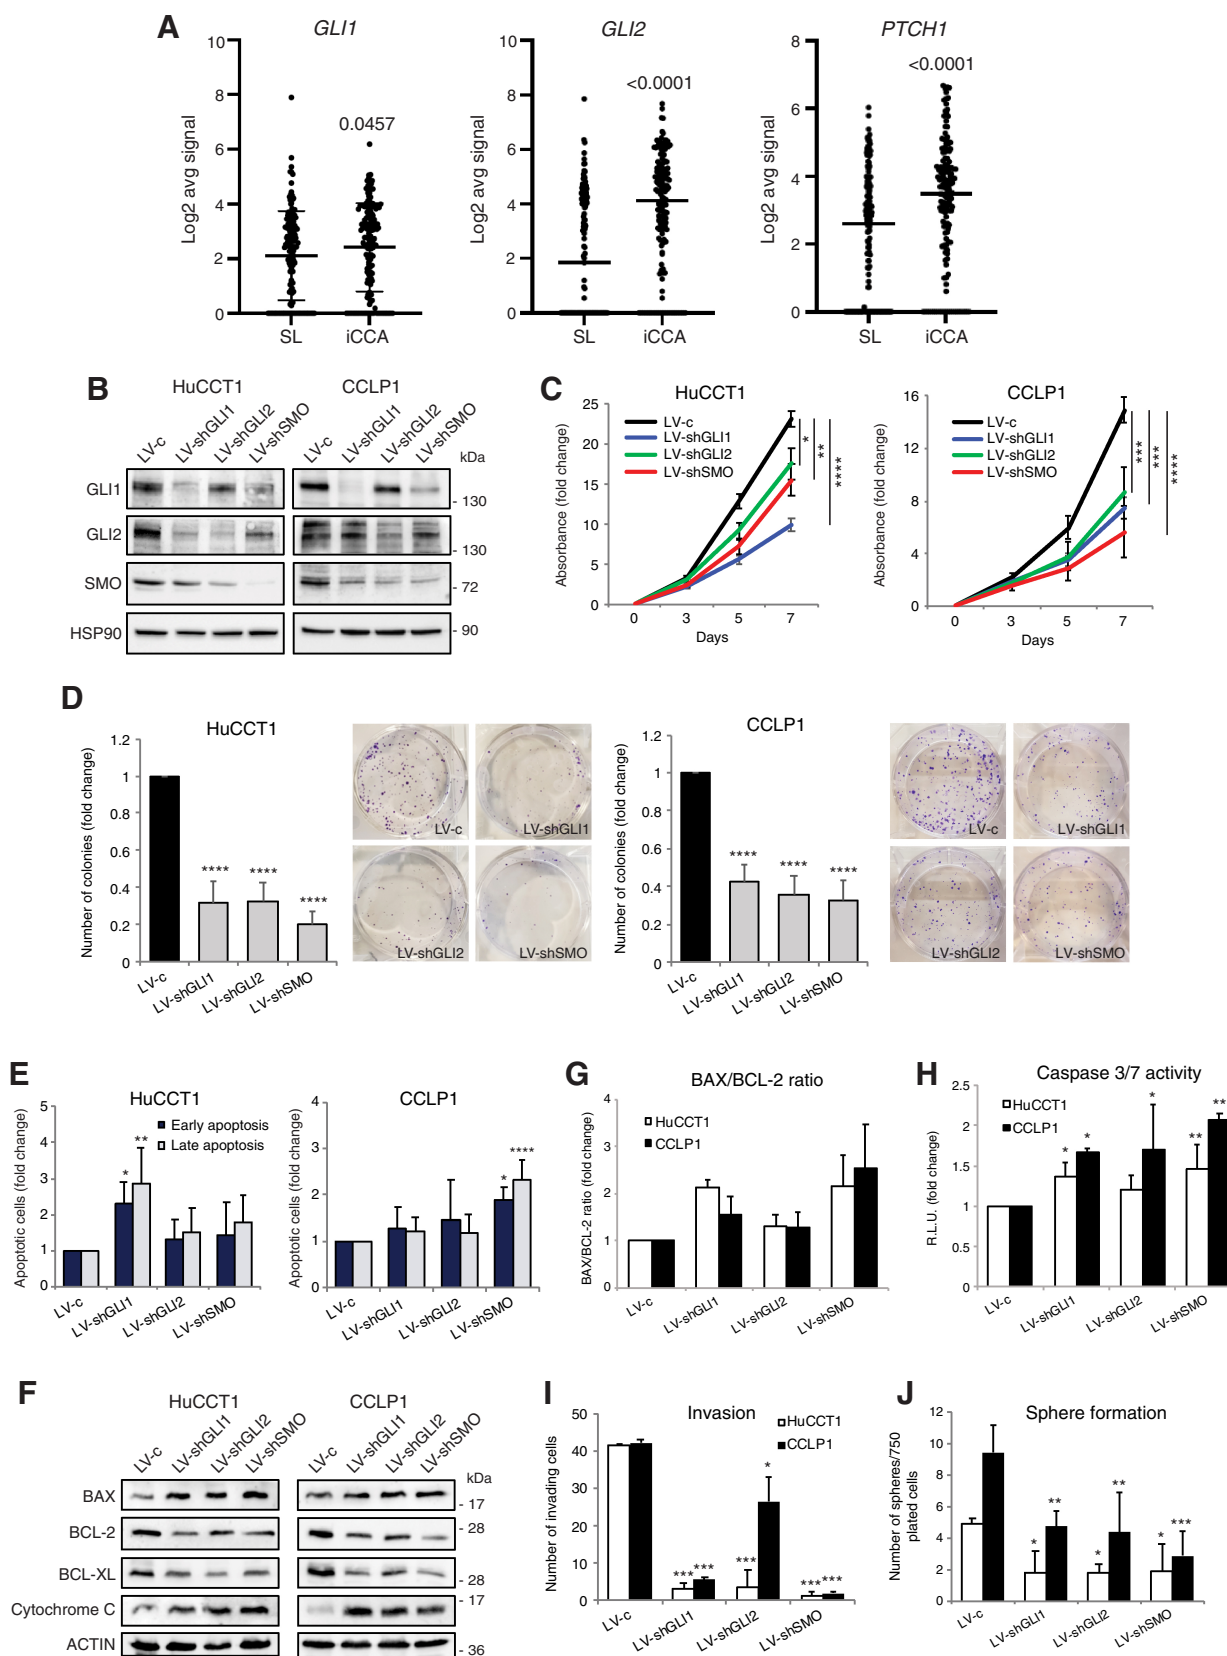 A
GLI1
GLI2
PTCH1
Log2 avg signal
10
8
6
4
2
0
0.0457
SL
iCCA
Log2 avg signal
10
8
6
4
2
0
<0.0001
SL
iCCA
Log2 avg signal
8
6
4
2
0
<0.0001
SL
iCCA
B
HuCCT1
CCLP1
LV-c
LV-shGLI1
LV-shGLI2
LV-shSMO
LV-c
LV-shGLI1
LV-shGLI2
LV-shSMO
kDa
GLI1
- 130
GLI2
- 130
SMO
- 72
HSP90
- 90
C
HuCCT1
Absorbance (fold change)
25
20
15
10
5
0
LV-c
LV-shGLI1
LV-shGLI2
LV-shSMO
*
**
****
0 3 5 7
Days
CCLP1
Absorbance (fold change)
16
12
8
4
0
LV-c
LV-shGLI1
LV-shGLI2
LV-shSMO
***
***
****
0 3 5 7
Days
D
HuCCT1
Number of colonies (fold change)
1.2
1
0.8
0.6
0.4
0.2
0
**** **** ****
LV-c
LV-shGLI1
LV-shGLI2
LV-shSMO
LV-c
LV-shGLI1
LV-shGLI2
LV-shSMO
CCLP1
Number of colonies (fold change)
1.2
1
0.8
0.6
0.4
0.2
0
**** **** ****
LV-c
LV-shGLI1
LV-shGLI2
LV-shSMO
LV-c
LV-shGLI1
LV-shGLI2
LV-shSMO
E
HuCCT1
Apoptotic cells (fold change)
5
4
3
2
1
0
Early apoptosis
Late apoptosis
* **
LV-c
LV-shGLI1
LV-shGLI2
LV-shSMO
CCLP1
Apoptotic cells (fold change)
4
3
2
1
0
* ****
LV-c
LV-shGLI1
LV-shGLI2
LV-shSMO
G
BAX/BCL-2 ratio
BAX/BCL-2 ratio (fold change)
4
3
2
1
0
HuCCT1
CCLP1
LV-c
LV-shGLI1
LV-shGLI2
LV-shSMO
H
Caspase 3/7 activity
R.L.U. (fold change)
2.5
2
1.5
1
0.5
0
HuCCT1
CCLP1
* * * ** **
LV-c
LV-shGLI1
LV-shGLI2
LV-shSMO
F
HuCCT1
CCLP1
LV-c
LV-shGLI1
LV-shGLI2
LV-shSMO
LV-c
LV-shGLI1
LV-shGLI2
LV-shSMO
kDa
BAX
- 17
BCL-2
- 28
BCL-XL
- 28
Cytochrome C
- 17
ACTIN
- 36
I
Invasion
Number of invading cells
50
40
30
20
10
0
HuCCT1
CCLP1
*** *** *** * *** ***
LV-c
LV-shGLI1
LV-shGLI2
LV-shSMO
J
Sphere formation
Number of spheres/750
plated cells
12
10
8
6
4
2
0
* ** * ** * ***
LV-c
LV-shGLI1
LV-shGLI2
LV-shSMO